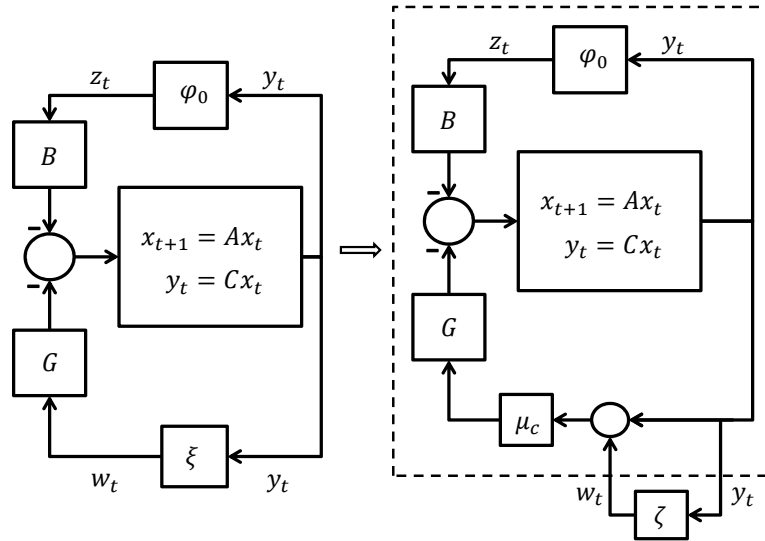 z_t
φ_0
y_t
B
−
x_{t+1} = Ax_t
y_t = Cx_t
−
G
ξ
w_t
y_t
z_t
φ_0
y_t
B
−
x_{t+1} = Ax_t
y_t = Cx_t
−
G
μ_c
w_t
ζ
y_t